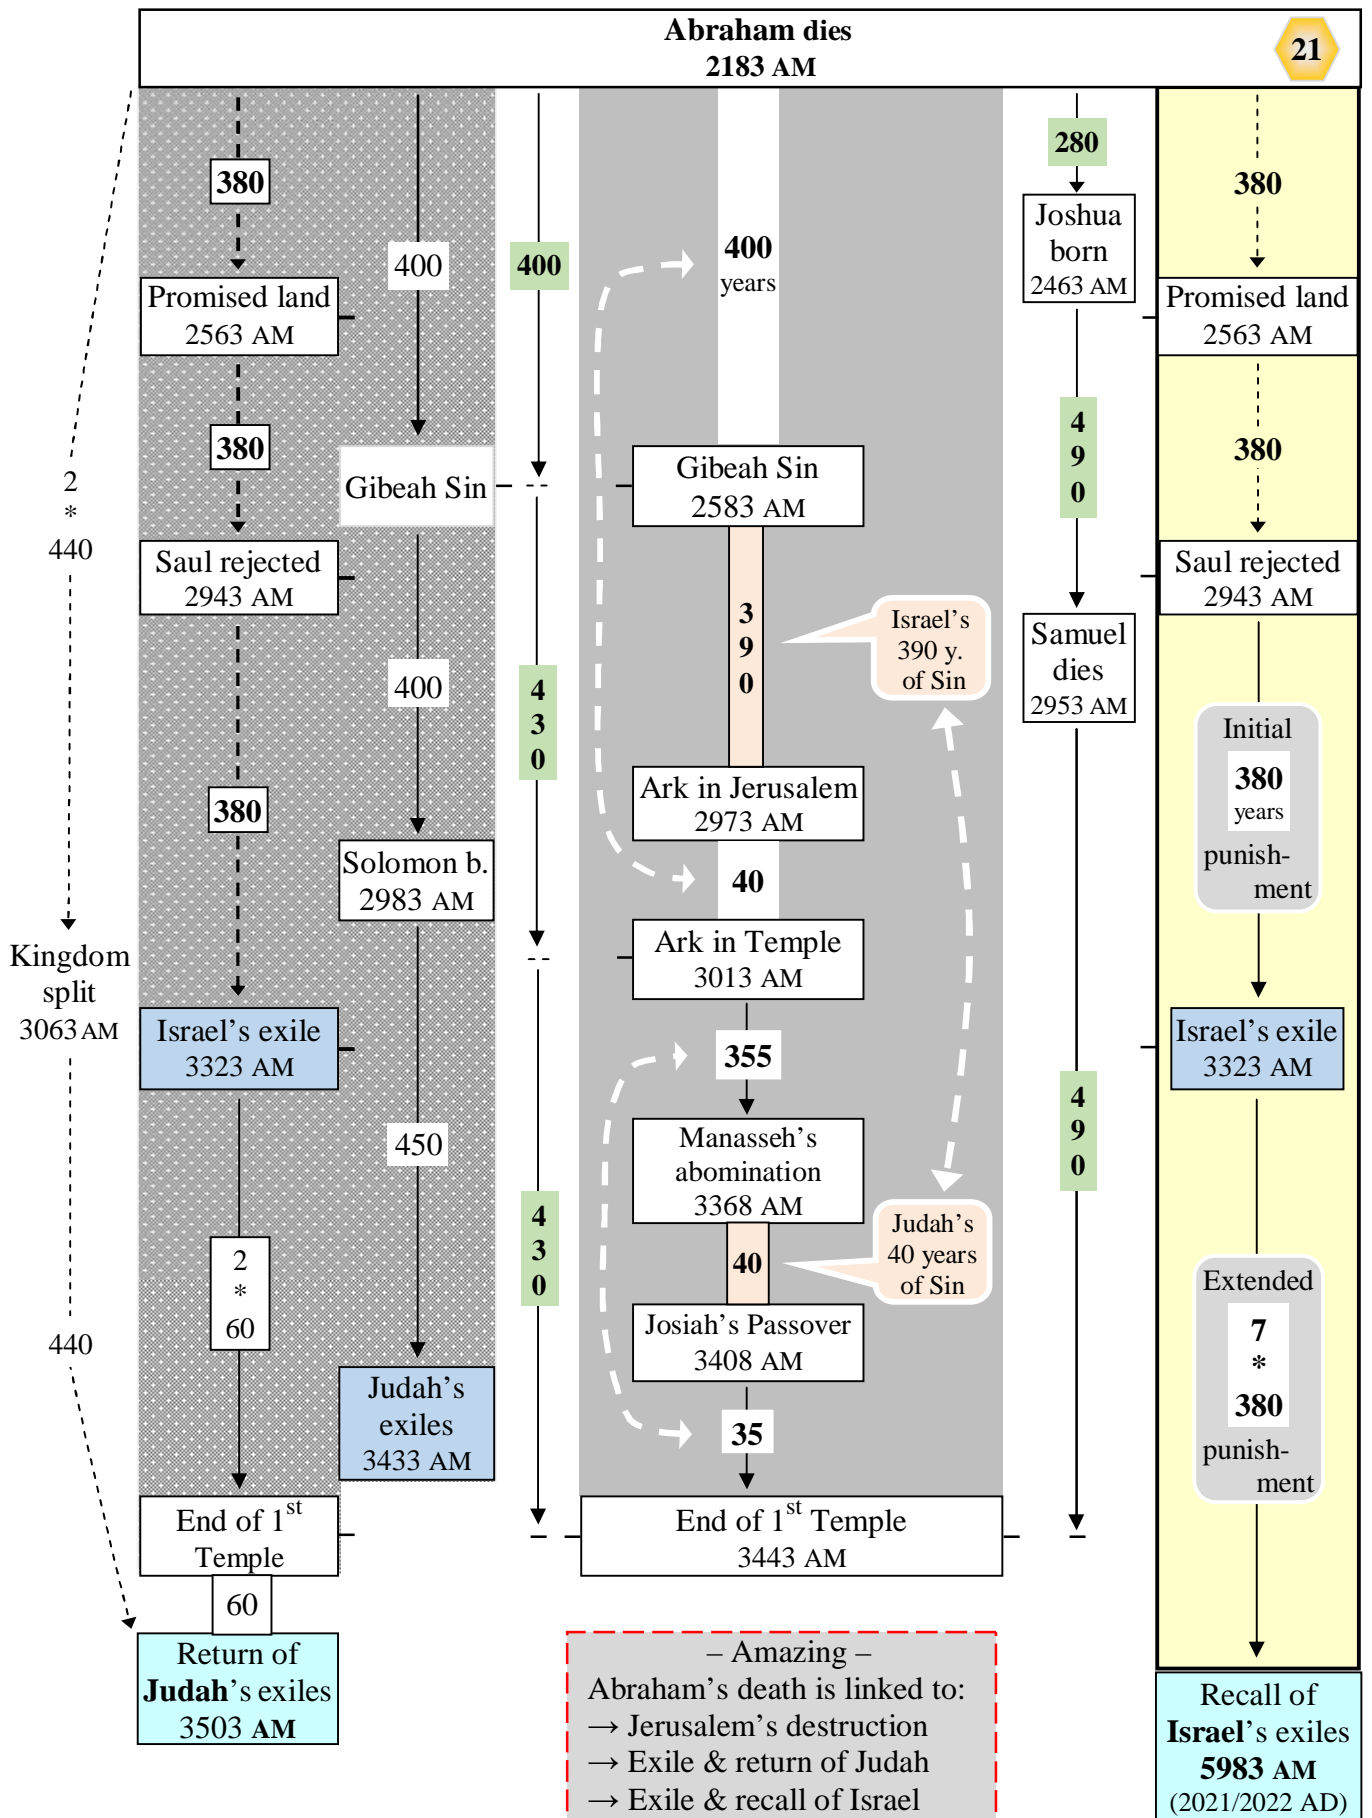 Abraham dies
2183 AM
21
380
Promised land
2563 AM
380
Saul rejected
2943 AM
380
Israel's exile
3323 AM
2
*
60
End of 1st
Temple
60
Return of
Judah's exiles
3503 AM
2
*
440
Kingdom
split
3063 AM
440
400
Gibeah Sin
400
Solomon b.
2983 AM
450
Judah's
exiles
3433 AM
400
4
3
0
4
3
0
400
years
Gibeah Sin
2583 AM
3
9
0
Israel's
390 y.
of Sin
Ark in Jerusalem
2973 AM
40
Ark in Temple
3013 AM
355
Manasseh's
abomination
3368 AM
40
Judah's
40 years
of Sin
Josiah's Passover
3408 AM
35
End of 1st Temple
3443 AM
– Amazing –
Abraham's death is linked to:
→ Jerusalem's destruction
→ Exile & return of Judah
→ Exile & recall of Israel
280
Joshua
born
2463 AM
4
9
0
Samuel
dies
2953 AM
4
9
0
380
Promised land
2563 AM
380
Saul rejected
2943 AM
Initial
380
years
punish-
ment
Israel's exile
3323 AM
Extended
7
*
380
punish-
ment
Recall of
Israel's exiles
5983 AM
(2021/2022 AD)